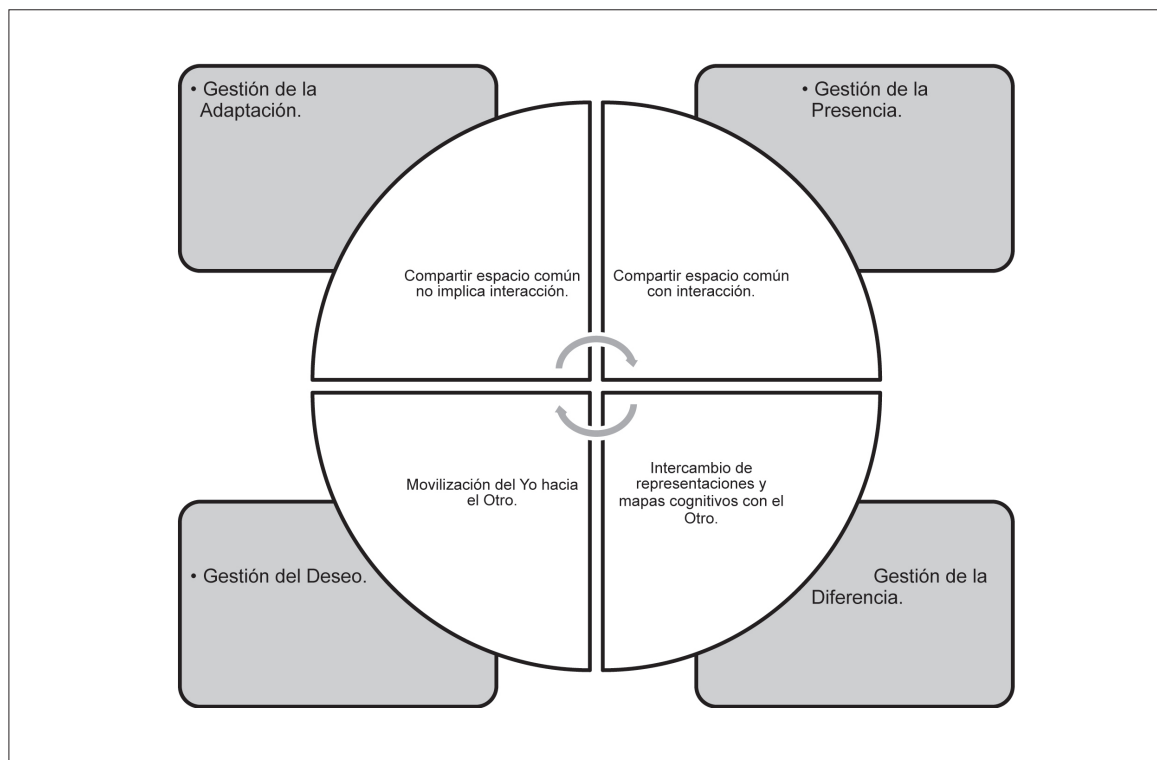 • Gestión de la
Adaptación.
• Gestión de la
Presencia.
Compartir espacio común
no implica interacción.
Compartir espacio común
con interacción.
Movilización del Yo hacia
el Otro.
Intercambio de
representaciones y
mapas cognitivos con el
Otro.
• Gestión del Deseo.
Gestión de la
Diferencia.